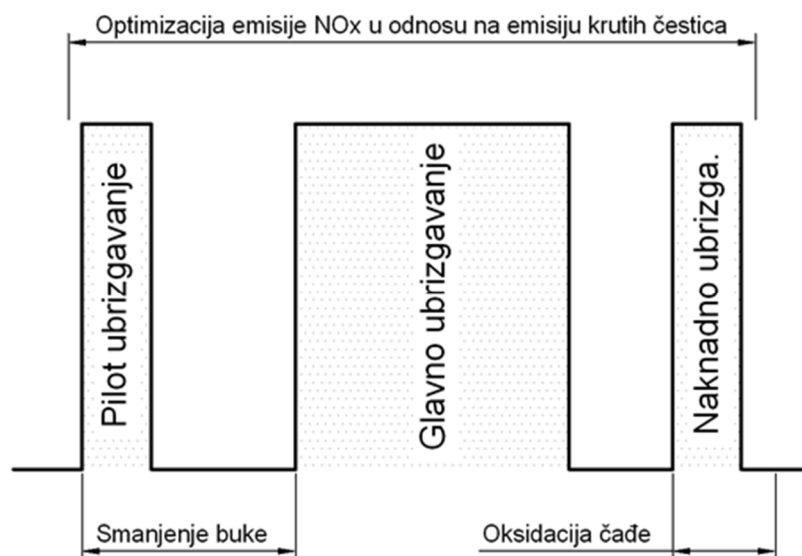 Optimizacija emisije NOx u odnosu na emisiju krutih čestica
Pilot ubrizgavanje
Glavno ubrizgavanje
Naknadno ubrizga.
Smanjenje buke
Oksidacija čađe